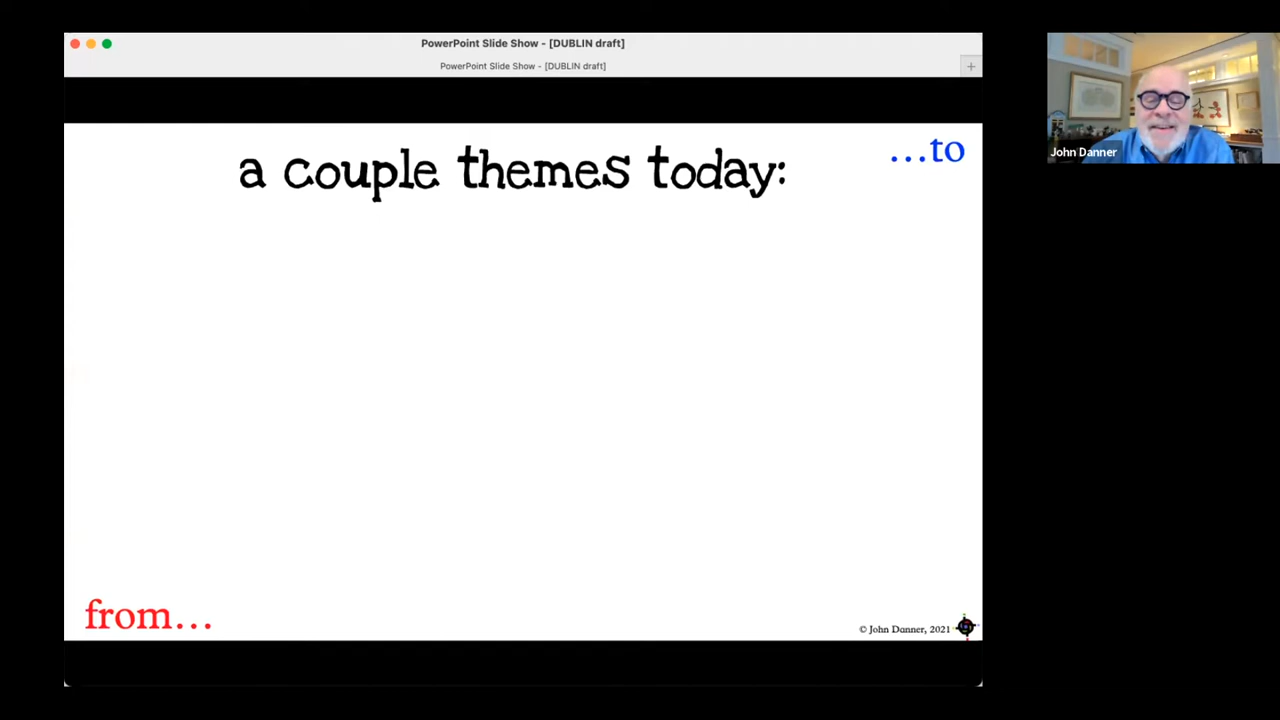 PowerPoint Slide Show - [DUBLIN draft]
PowerPoint Slide Show - [DUBLIN draft]
+
John Danner
…to
a couple themes today:
from…
© John Danner, 2021